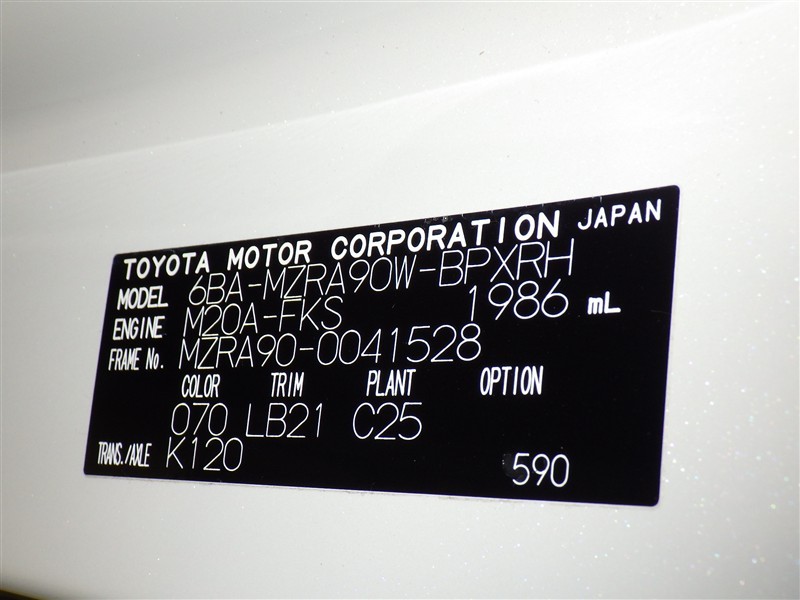 TOYOTA MOTOR CORPORATION JAPAN
MODEL 6BA-MZRA90W-BPXRH
ENGINE M20A-FKS 1986 mL
FRAME No. MZRA90-0041528
COLOR TRIM PLANT OPTION
070 LB21 C25
TRANS./AXLE K120 590